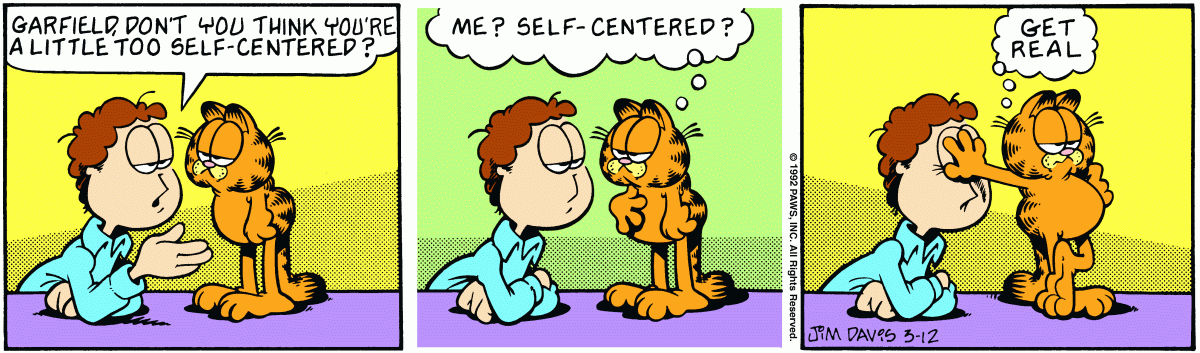 GARFIELD, DON'T YOU THINK YOU'RE
A LITTLE TOO SELF-CENTERED?
ME? SELF-CENTERED?
© 1992 PAWS, INC. All Rights Reserved.
GET
REAL
JIM DAVIS 3-12